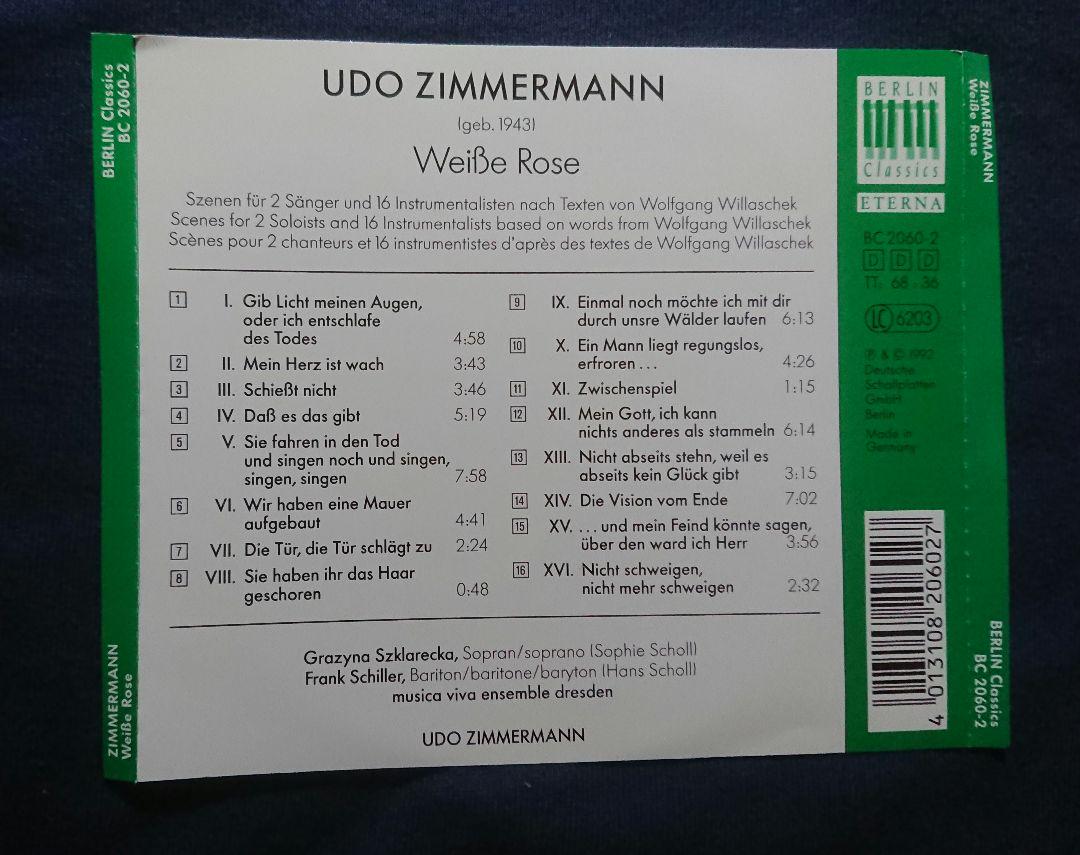 BERLIN Classics
BC 2060-2
ZIMMERMANN
Weiße Rose
UDO ZIMMERMANN
(geb. 1943)
Weiße Rose
Szenen für 2 Sänger und 16 Instrumentalisten nach Texten von Wolfgang Willaschek
Scenes for 2 Soloists and 16 Instrumentalists based on words from Wolfgang Willaschek
Scènes pour 2 chanteurs et 16 instrumentistes d'après des textes de Wolfgang Willaschek
1 I. Gib Licht meinen Augen,
oder ich entschlafe
des Todes 4:58
2 II. Mein Herz ist wach 3:43
3 III. Schießt nicht 3:46
4 IV. Daß es das gibt 5:19
5 V. Sie fahren in den Tod
und singen noch und singen,
singen, singen 7:58
6 VI. Wir haben eine Mauer
aufgebaut 4:41
7 VII. Die Tür, die Tür schlägt zu 2:24
8 VIII. Sie haben ihr das Haar
geschoren 0:48
9 IX. Einmal noch möchte ich mit dir
durch unsre Wälder laufen 6:13
10 X. Ein Mann liegt regungslos,
erfroren ... 4:26
11 XI. Zwischenspiel 1:15
12 XII. Mein Gott, ich kann
nichts anderes als stammeln 6:14
13 XIII. Nicht abseits stehn, weil es
abseits kein Glück gibt 3:15
14 XIV. Die Vision vom Ende 7:02
15 XV. ... und mein Feind könnte sagen,
über den ward ich Herr 3:56
16 XVI. Nicht schweigen,
nicht mehr schweigen 2:32
Grazyna Szklarecka, Sopran/soprano (Sophie Scholl)
Frank Schiller, Bariton/baritone/baryton (Hans Scholl)
musica viva ensemble dresden
UDO ZIMMERMANN
BERLIN
Classics
ETERNA
BC 2060-2
D D D
TT: 68:36
LC 6203
℗ & © 1992
Deutsche
Schallplatten
GmbH
Berlin
Made in
Germany
4 013108 206027
ZIMMERMANN
Weiße Rose
BERLIN Classics
BC 2060-2